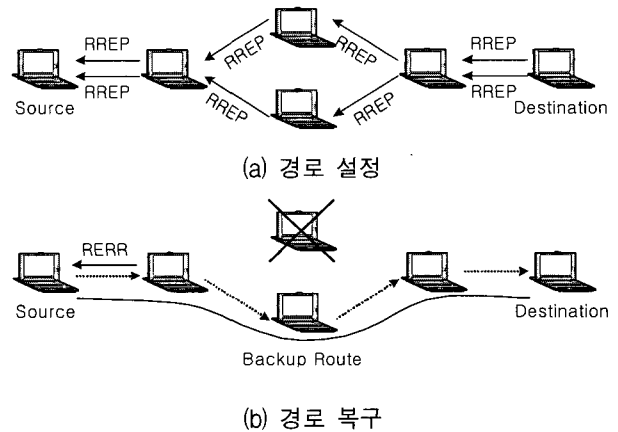 RREP
RREP
RREP
RREP
RREP
RREP
RREP
RREP
Source
Destination
(a) 경로 설정
RERR
Source
Destination
Backup Route
(b) 경로 복구